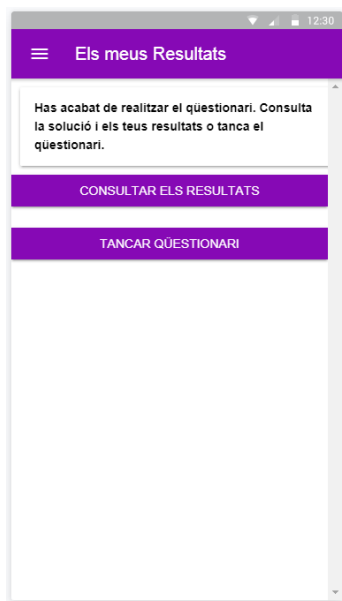 12:30
Els meus Resultats
Has acabat de realitzar el qüestionari. Consulta
la solució i els teus resultats o tanca el
qüestionari.
CONSULTAR ELS RESULTATS
TANCAR QÜESTIONARI